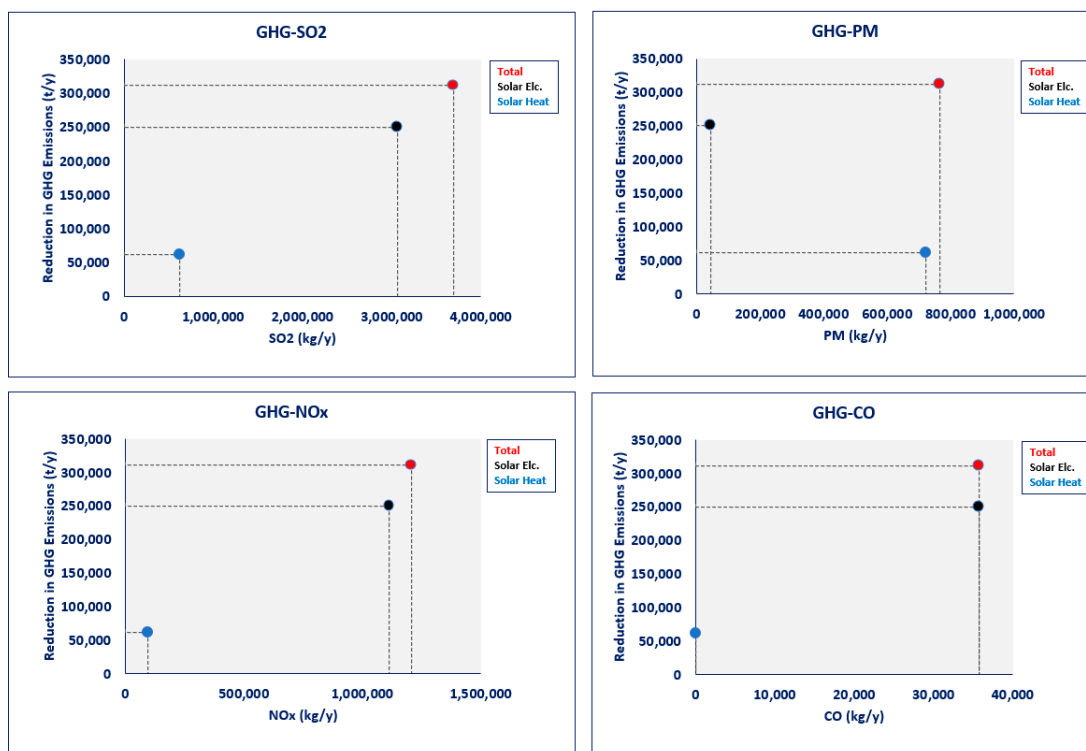 GHG-SO2
Reduction in GHG Emissions (t/y)
350,000
300,000
250,000
200,000
150,000
100,000
50,000
0
0 1,000,000 2,000,000 3,000,000 4,000,000
SO2 (kg/y)
Total
Solar Elc.
Solar Heat
GHG-PM
Reduction in GHG Emissions (t/y)
350,000
300,000
250,000
200,000
150,000
100,000
50,000
0
0 200,000 400,000 600,000 800,000 1,000,000
PM (kg/y)
Total
Solar Elc.
Solar Heat
GHG-NOx
Reduction in GHG Emissions (t/y)
350,000
300,000
250,000
200,000
150,000
100,000
50,000
0
0 500,000 1,000,000 1,500,000
NOx (kg/y)
Total
Solar Elc.
Solar Heat
GHG-CO
Reduction in GHG Emissions (t/y)
350,000
300,000
250,000
200,000
150,000
100,000
50,000
0
0 10,000 20,000 30,000 40,000
CO (kg/y)
Total
Solar Elc.
Solar Heat